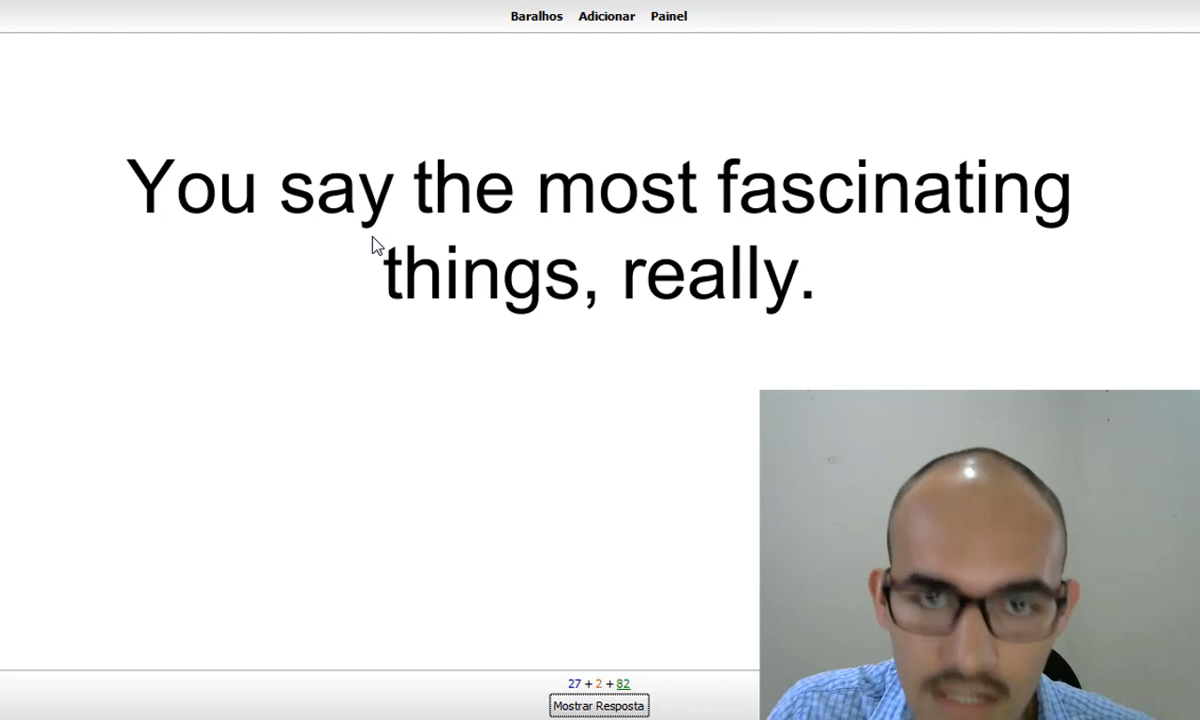 Baralhos Adicionar Painel
You say the most fascinating
things, really.
27 + 2 + 82
Mostrar Resposta